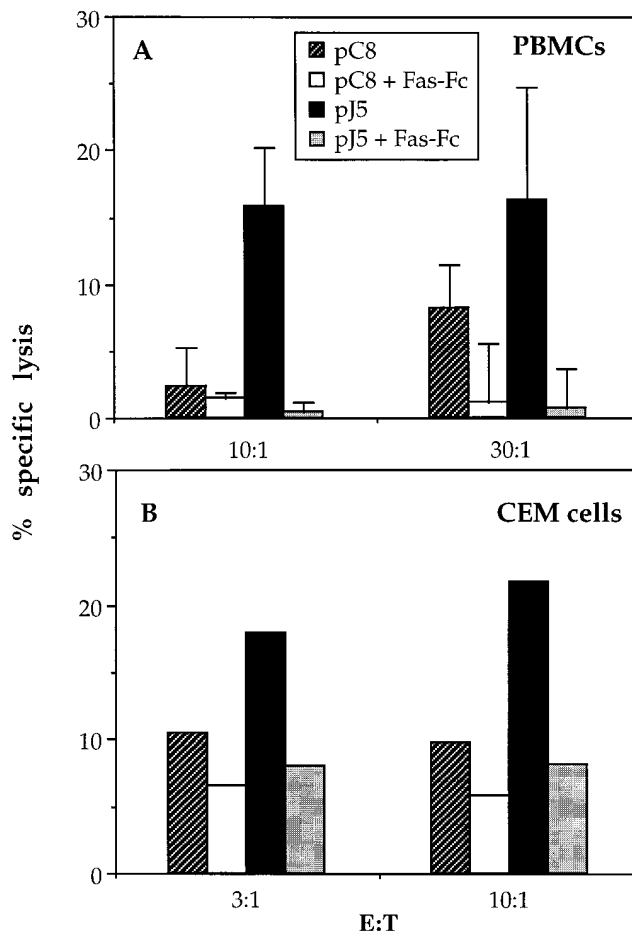 30
A
pC8
pC8 + Fas-Fc
pJ5
pJ5 + Fas-Fc
PBMCs
20
10
0
10:1
30:1
% specific lysis
30
B
CEM cells
20
10
0
3:1
10:1
E:T